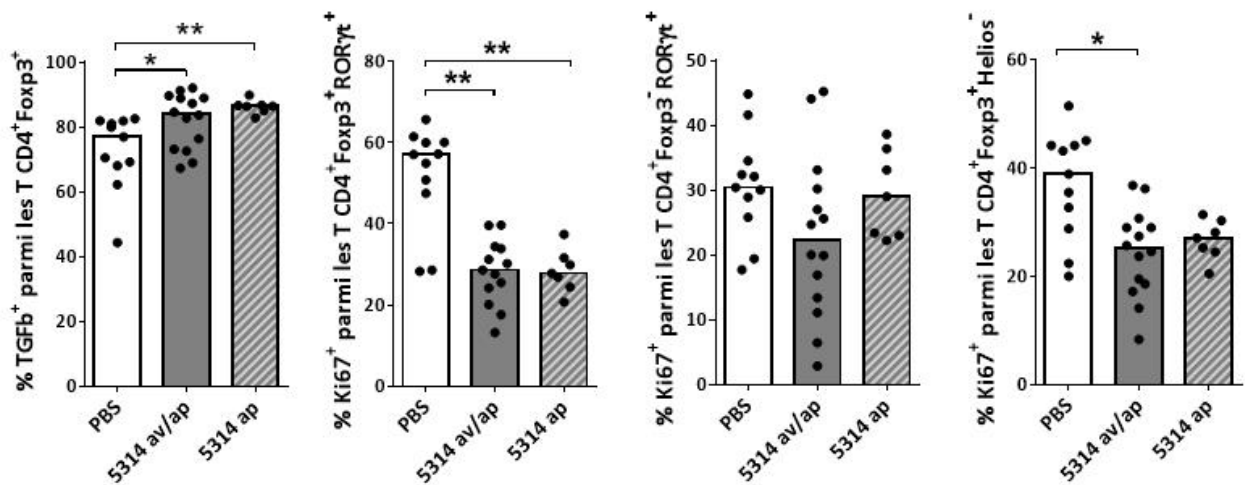 % TGFb⁺ parmi les T CD4⁺Foxp3⁺
100
80
60
40
20
0
**
*
PBS
5314 av/ap
5314 ap
% Ki67⁺ parmi les T CD4⁺Foxp3⁺RORγt⁺
80
60
40
20
0
**
**
PBS
5314 av/ap
5314 ap
% Ki67⁺ parmi les T CD4⁺Foxp3⁻RORγt⁺
50
40
30
20
10
0
PBS
5314 av/ap
5314 ap
% Ki67⁺ parmi les T CD4⁺Foxp3⁺Helios⁻
60
40
20
0
*
PBS
5314 av/ap
5314 ap